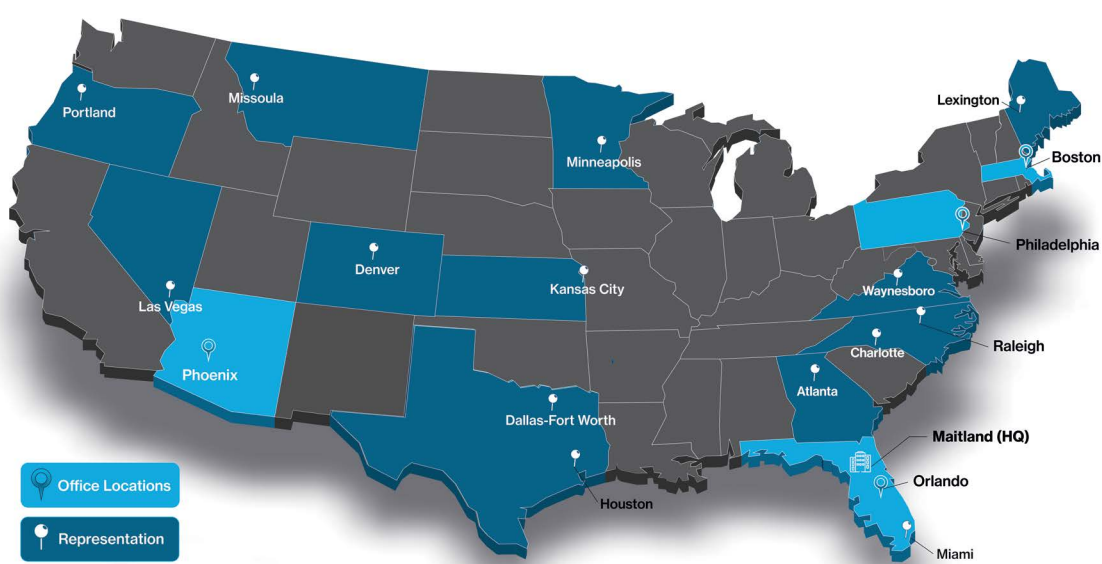 Portland
Missoula
Minneapolis
Lexington
Boston
Philadelphia
Denver
Kansas City
Las Vegas
Waynesboro
Raleigh
Charlotte
Phoenix
Atlanta
Dallas-Fort Worth
Maitland (HQ)
Orlando
Houston
Miami
Office Locations
Representation